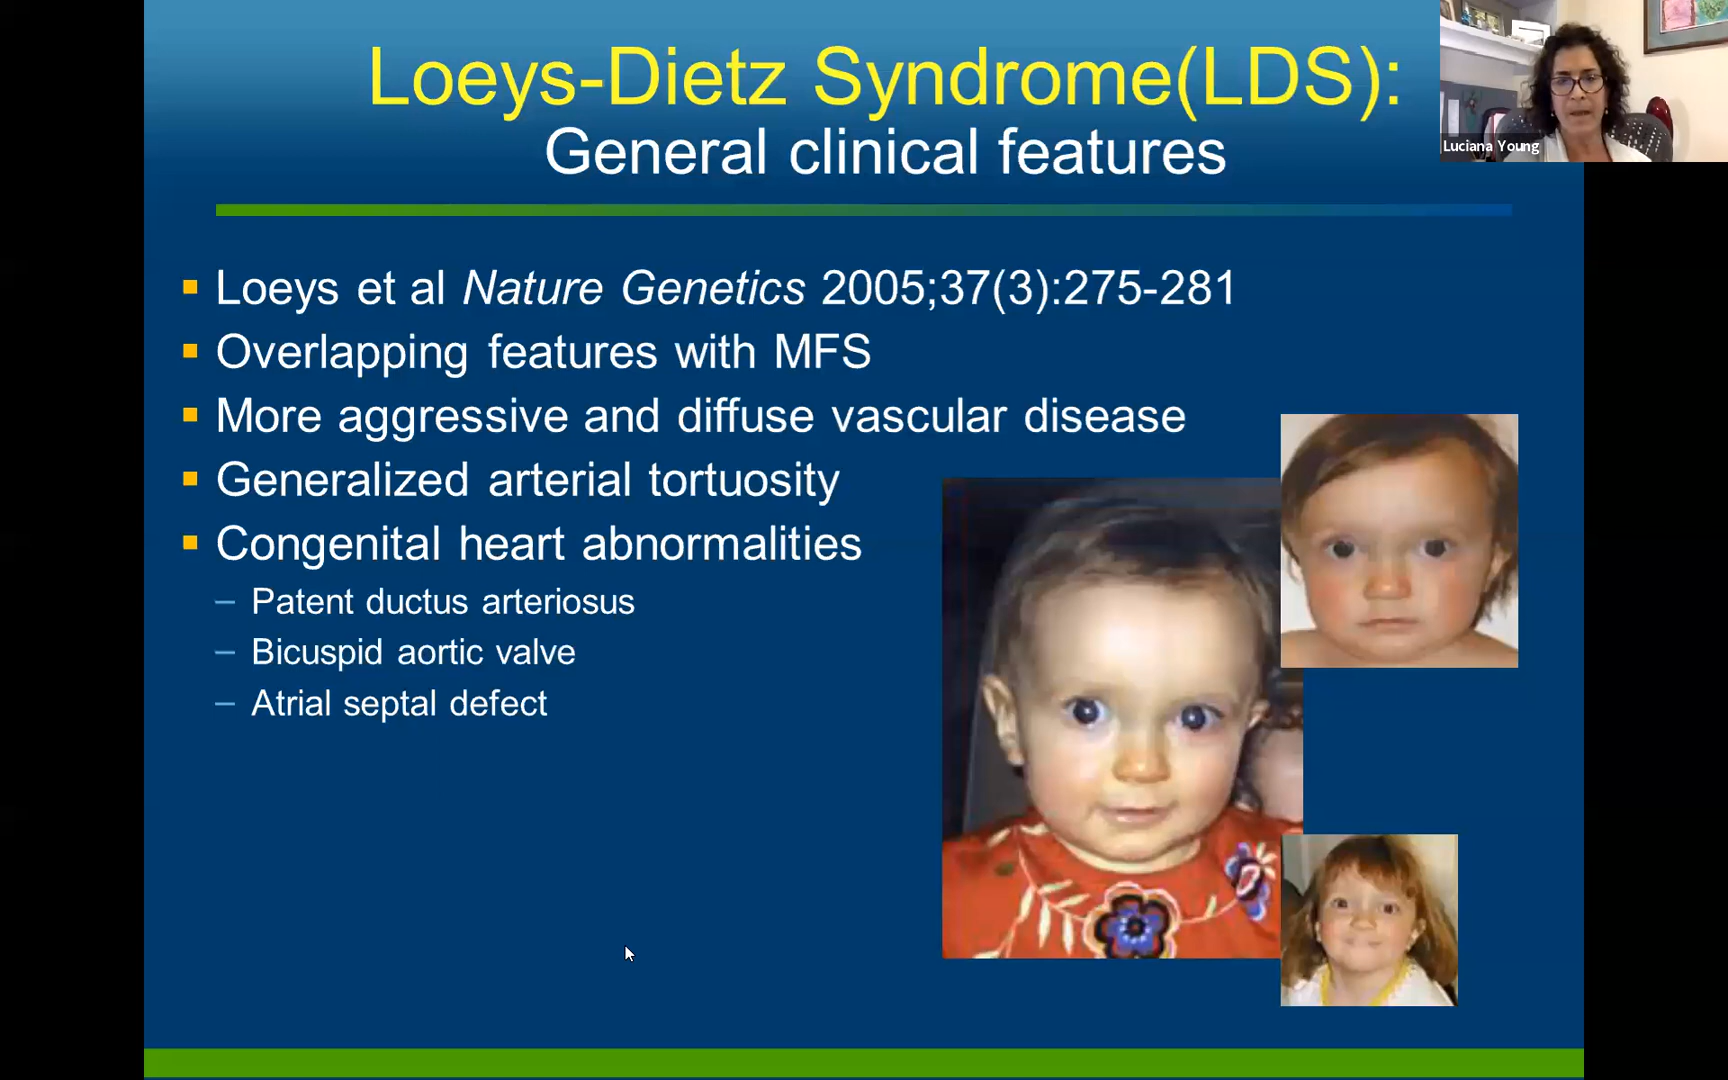 Loeys-Dietz Syndrome(LDS):
General clinical features
Luciana Young
Loeys et al Nature Genetics 2005;37(3):275-281
Overlapping features with MFS
More aggressive and diffuse vascular disease
Generalized arterial tortuosity
Congenital heart abnormalities
– Patent ductus arteriosus
– Bicuspid aortic valve
– Atrial septal defect